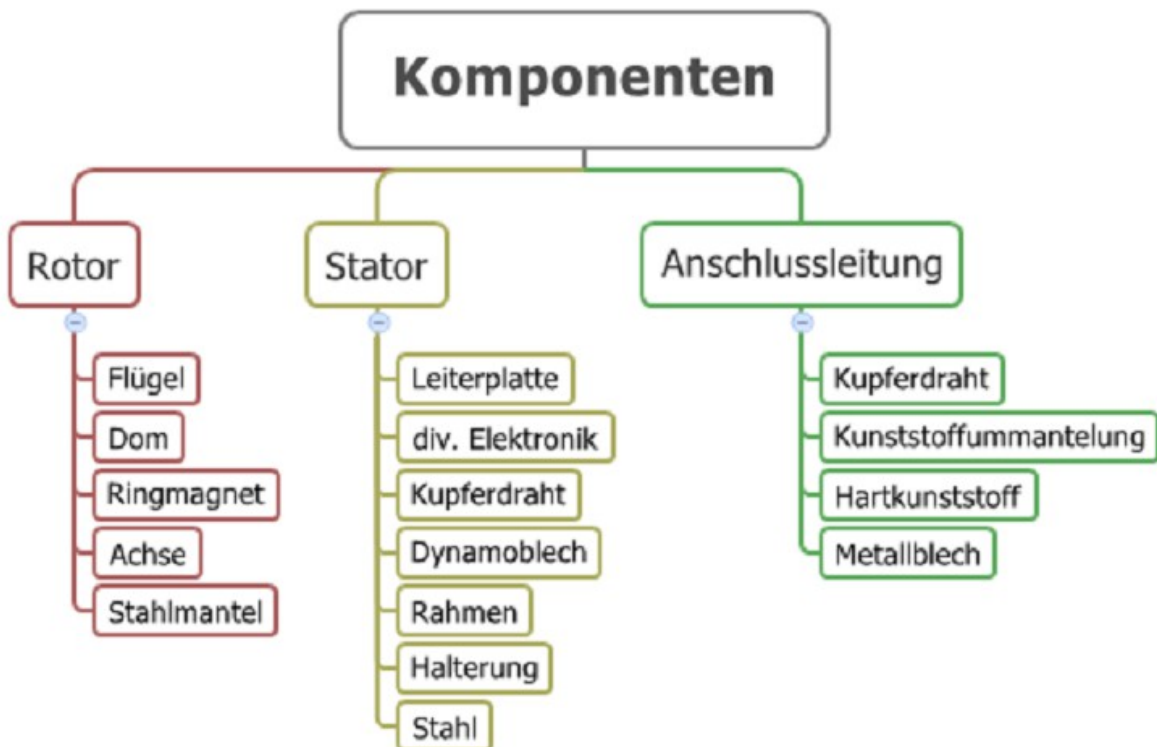 Komponenten
Rotor
Flügel
Dom
Ringmagnet
Achse
Stahlmantel
Stator
Leiterplatte
div. Elektronik
Kupferdraht
Dynamoblech
Rahmen
Halterung
Stahl
Anschlussleitung
Kupferdraht
Kunststoffummantelung
Hartkunststoff
Metallblech